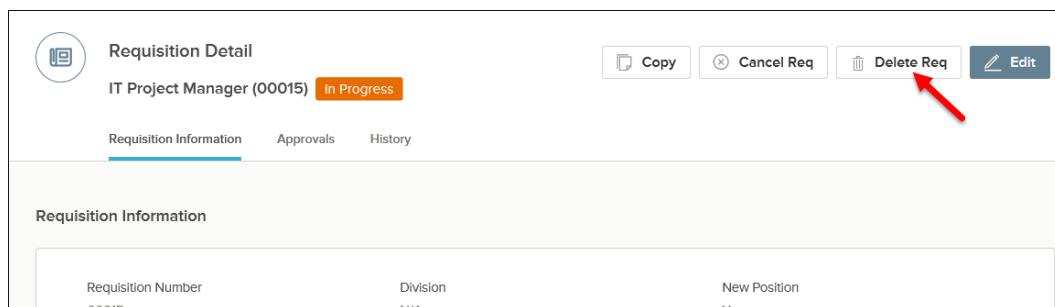 Requisition Detail
Copy
Cancel Req
Delete Req
Edit
IT Project Manager (00015) In Progress
Requisition Information Approvals History
Requisition Information
Requisition Number Division New Position